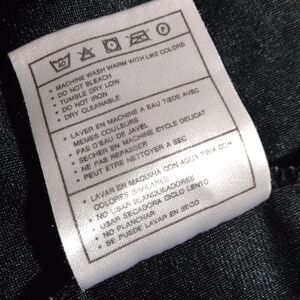 40
• MACHINE WASH WARM WITH LIKE COLORS
• DO NOT BLEACH
• TUMBLE DRY LOW
• DO NOT IRON
• DRY CLEANABLE
• LAVER EN MACHINE A EAU TIEDE AVEC
MEMES COULEURS
• PAS D'EAU DE JAVEL
• SECHER EN MACHINE CYCLE DELICAT
• NE PAS REPASSER
• PEUT ETRE NETTOYER A SEC
• LAVAR EN MAQUINA CON AGUA TIBIA CON
COLORES SIMILARES
• NO USAR BLANQUEADORES
• USAR SECADORA CICLO LENTO
• NO PLANCHAR
• SE PUEDE LAVAR EN SECO